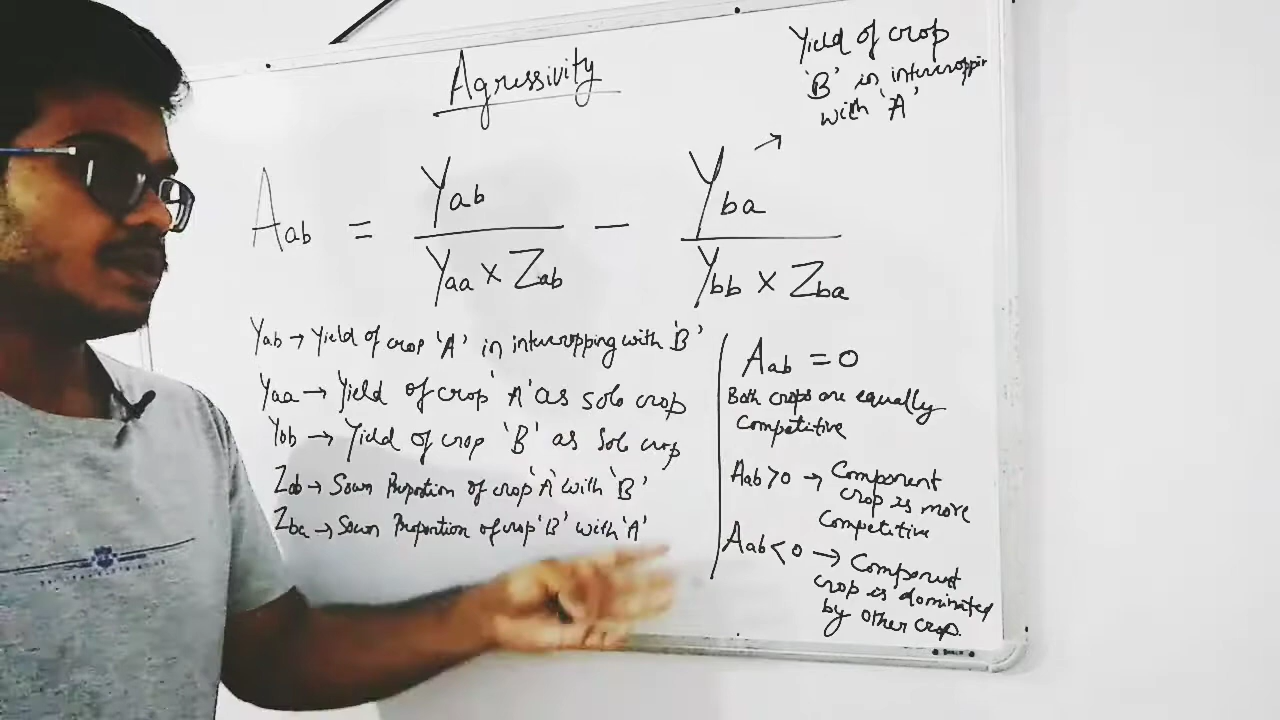 Agressivity
Yield of crop
'B' in intercroppin
with 'A'
Aab = Yab / Yaa × Zab − Yba / Ybb × Zba
Yab → Yield of crop 'A' in intercropping with 'B'
Yaa → Yield of crop 'A' as sole crop
Ybb → Yield of crop 'B' as sole crop
Zab → Sown Proportion of crop 'A' with 'B'
Zba → Sown Proportion of crop 'B' with 'A'
Aab = 0
Both crops are equally
Competitive
Aab > 0 → Component
crop is more
Competitive
Aab < 0 → Component
crop is dominated
by other crop.